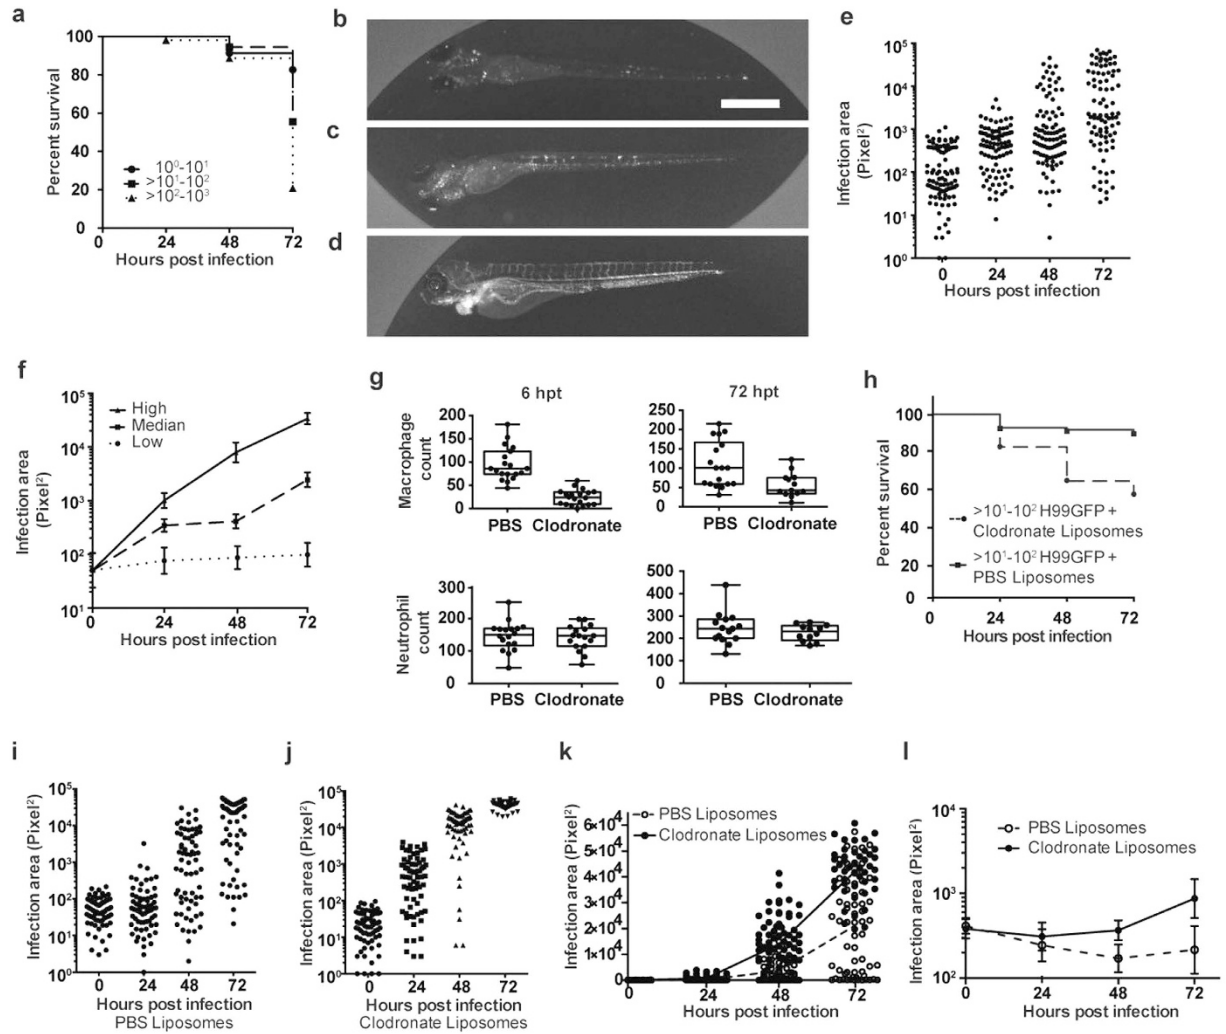 a
Percent survival
100
80
60
40
20
0
10⁰-10¹
>10¹-10²
>10²-10³
0 24 48 72
Hours post infection
b
c
d
e
Infection area
(Pixel²)
10⁵
10⁴
10³
10²
10¹
10⁰
0 24 48 72
Hours post infection
f
Infection area
(Pixel²)
10⁵
10⁴
10³
10²
10¹
High
Median
Low
0 24 48 72
Hours post infection
g
6 hpt
72 hpt
Macrophage
count
200
150
100
50
0
PBS Clodronate
250
200
150
100
50
0
PBS Clodronate
Neutrophil
count
300
200
100
0
PBS Clodronate
500
400
300
200
100
0
PBS Clodronate
h
Percent survival
100
80
60
40
20
0
>10¹-10² H99GFP +
Clodronate Liposomes
>10¹-10² H99GFP +
PBS Liposomes
0 24 48 72
Hours post infection
i
Infection area (Pixel²)
10⁵
10⁴
10³
10²
10¹
10⁰
0 24 48 72
Hours post infection
PBS Liposomes
j
Infection area (Pixel²)
10⁵
10⁴
10³
10²
10¹
10⁰
0 24 48 72
Hours post infection
Clodronate Liposomes
k
Infection area (Pixel²)
6×10⁴
5×10⁴
4×10⁴
3×10⁴
2×10⁴
1×10⁴
0
PBS Liposomes
Clodronate Liposomes
0 24 48 72
Hours post infection
l
Infection area (Pixel²)
10⁴
10³
10²
PBS Liposomes
Clodronate Liposomes
0 24 48 72
Hours post infection